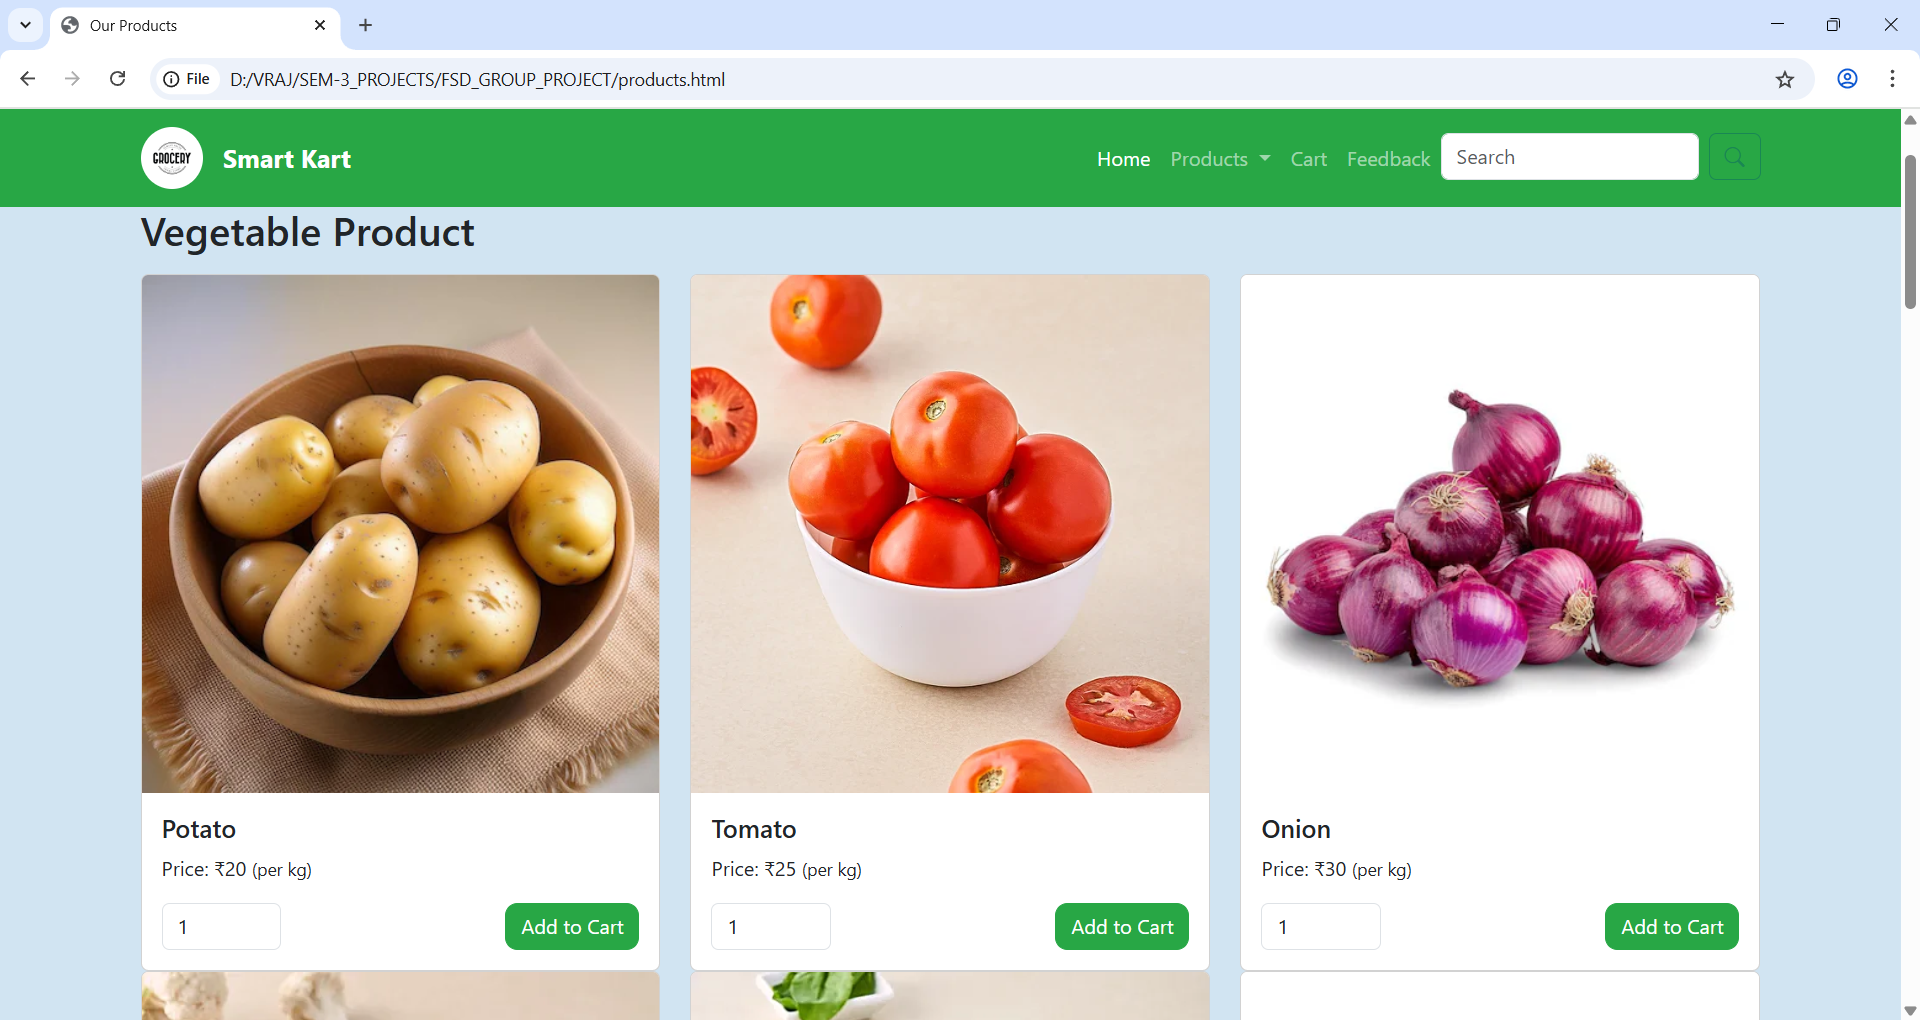 Our Products
File
D:/VRAJ/SEM-3_PROJECTS/FSD_GROUP_PROJECT/products.html
GROCERY
Smart Kart
Home
Products
Cart
Feedback
Search
Vegetable Product
Potato
Price: ₹20 (per kg)
1
Add to Cart
Tomato
Price: ₹25 (per kg)
1
Add to Cart
Onion
Price: ₹30 (per kg)
1
Add to Cart